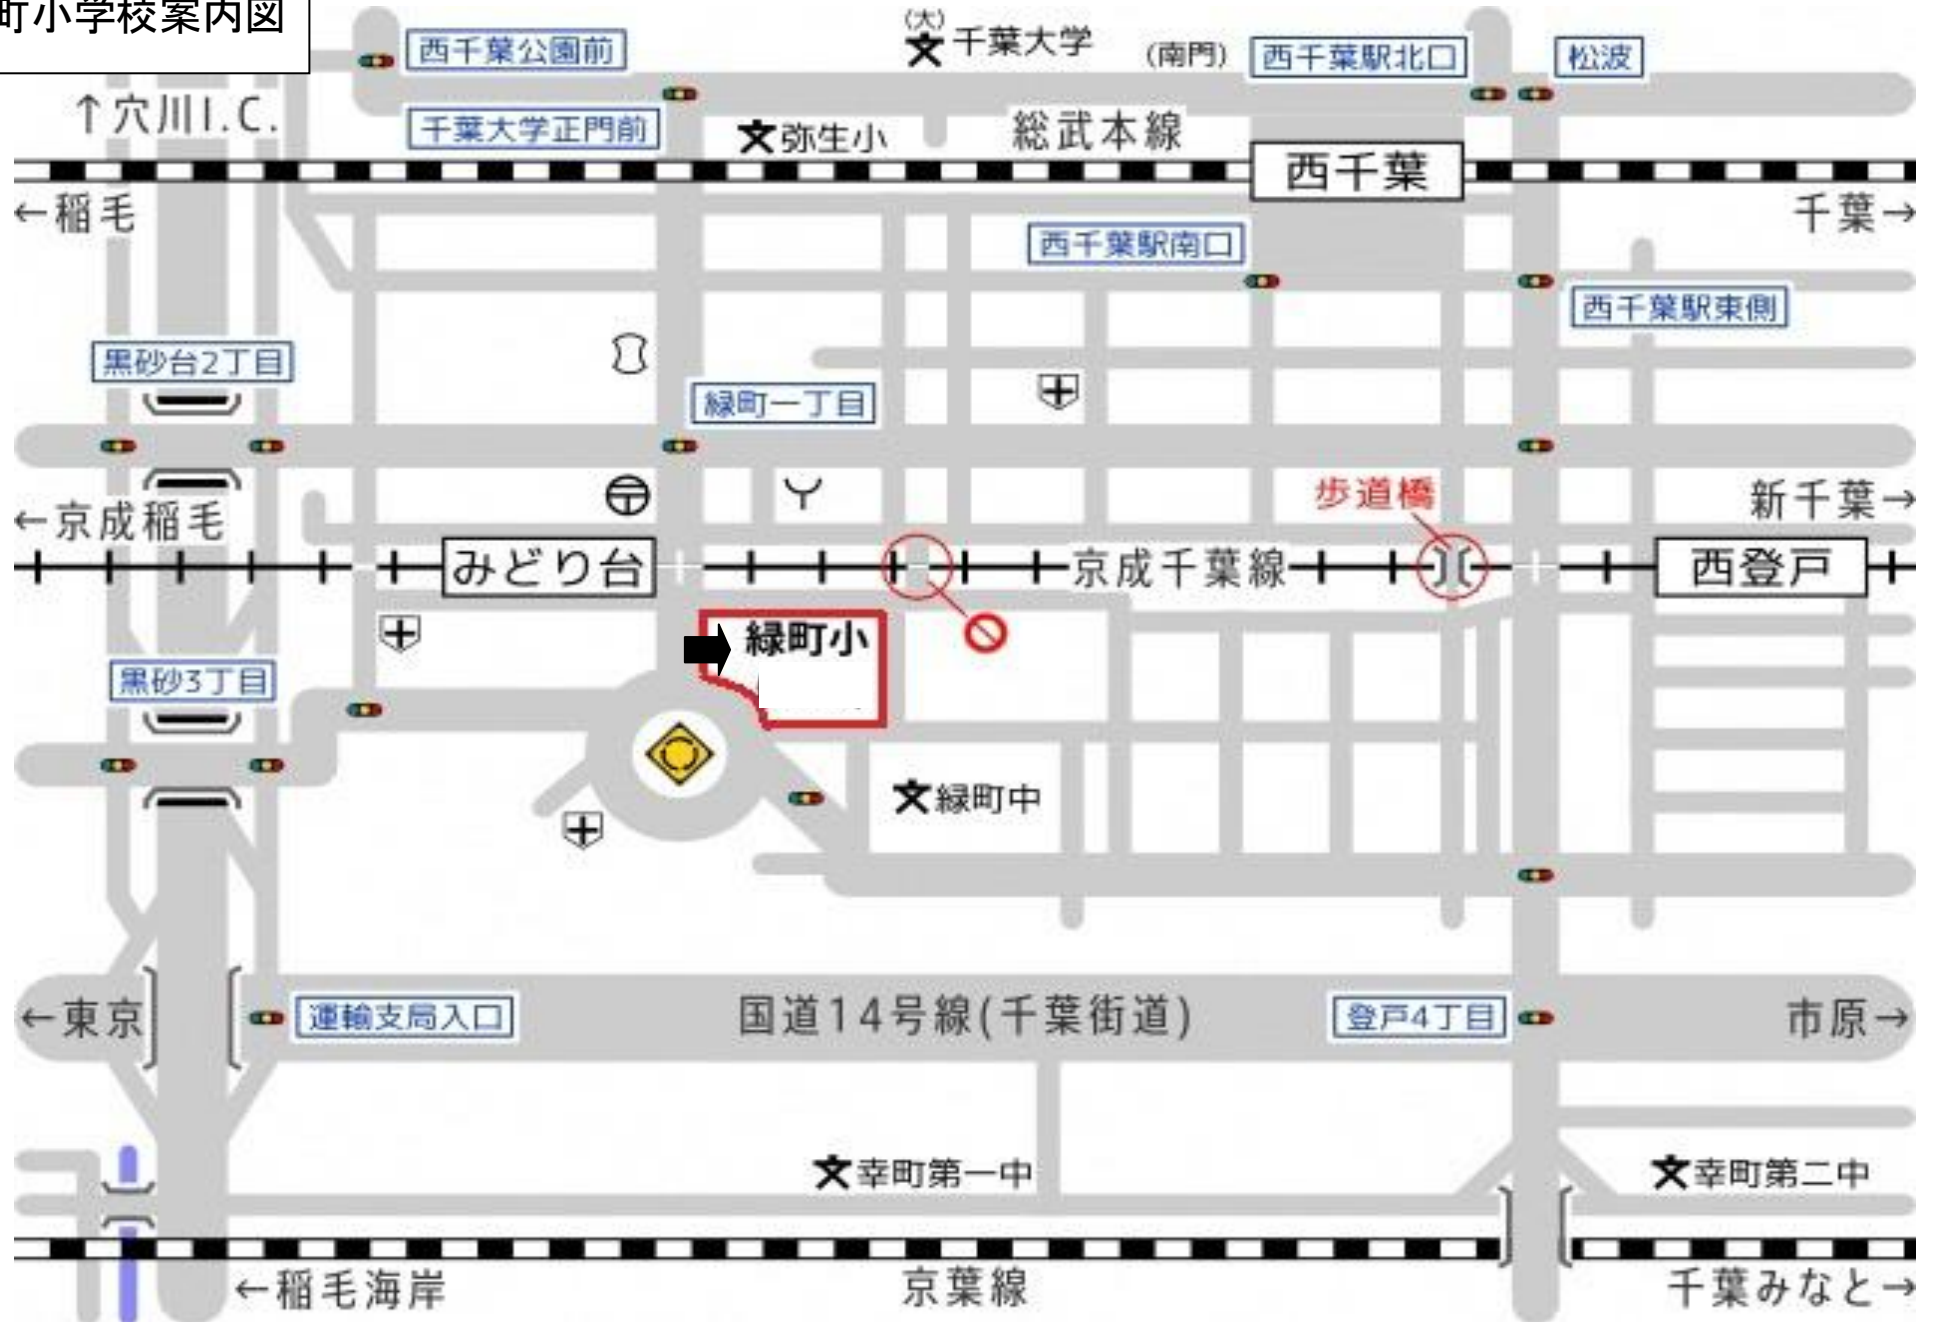 町小学校案内図
西千葉公園前
(大)
千葉大学
(南門)
西千葉駅北口
松波
↑穴川I.C.
千葉大学正門前
弥生小
総武本線
西千葉
←稲毛
千葉→
西千葉駅南口
西千葉駅東側
黒砂台2丁目
緑町一丁目
歩道橋
←京成稲毛
新千葉→
みどり台
京成千葉線
西登戸
緑町小
黒砂3丁目
緑町中
←東京
運輸支局入口
国道14号線(千葉街道)
登戸4丁目
市原→
幸町第一中
幸町第二中
←稲毛海岸
京葉線
千葉みなと→